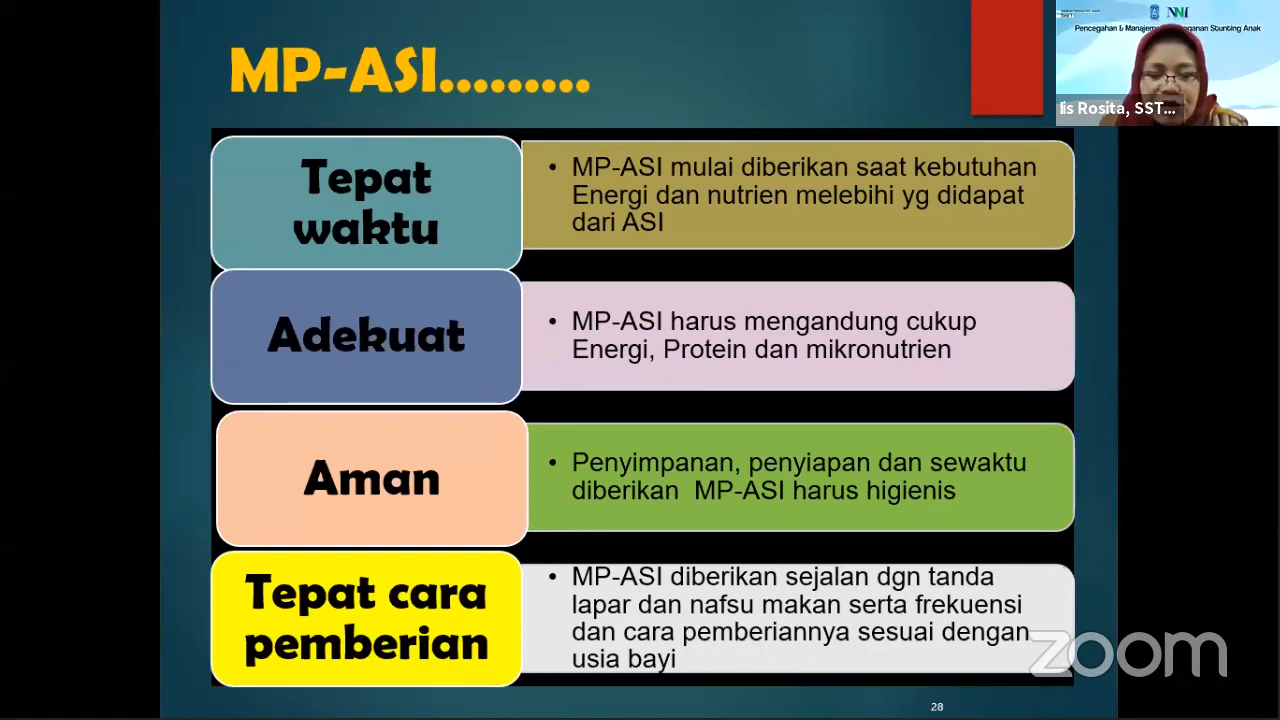 MP-ASI.........
Tepat
waktu
• MP-ASI mulai diberikan saat kebutuhan
Energi dan nutrien melebihi yg didapat
dari ASI
Adekuat
• MP-ASI harus mengandung cukup
Energi, Protein dan mikronutrien
Aman
• Penyimpanan, penyiapan dan sewaktu
diberikan MP-ASI harus higienis
Tepat cara
pemberian
• MP-ASI diberikan sejalan dgn tanda
lapar dan nafsu makan serta frekuensi
dan cara pemberiannya sesuai dengan
usia bayi
28
Pencegahan & Stunting Anak
Iis Rosita, SST...
zoom